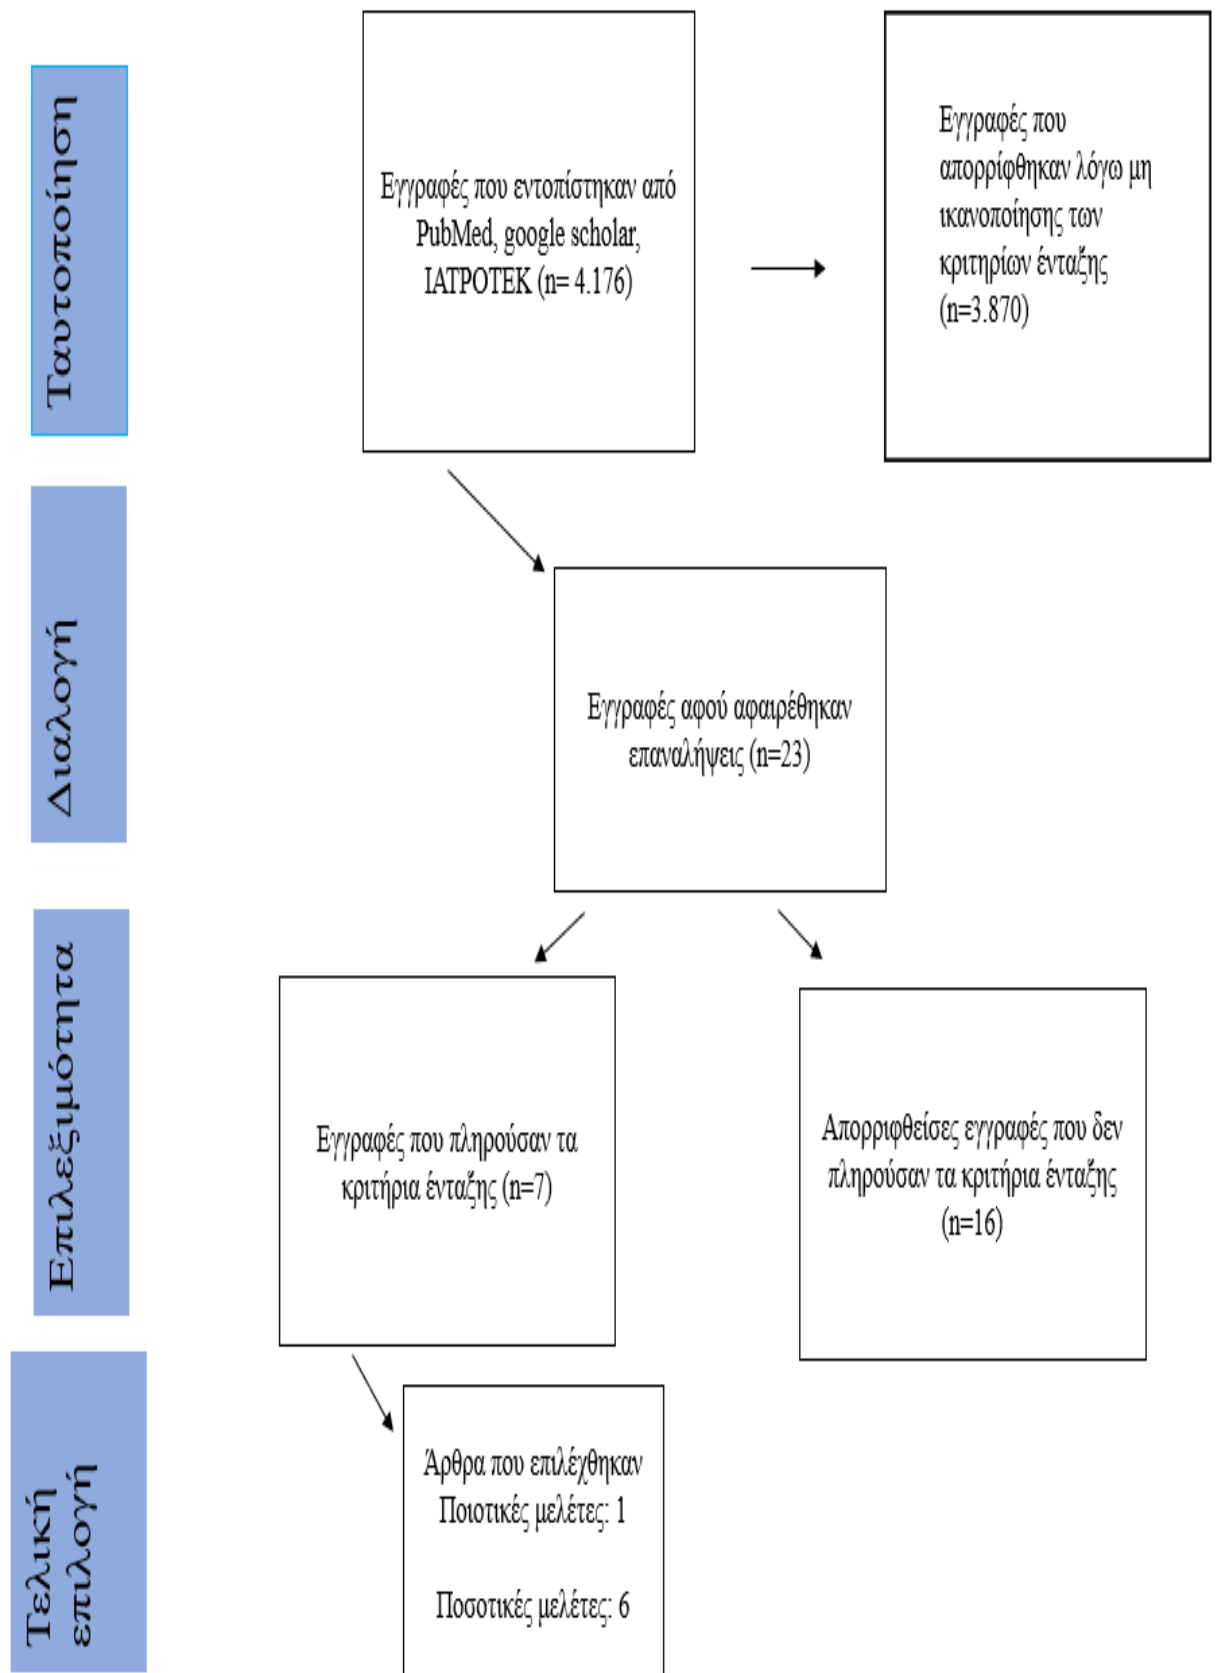 Ταυτοποίηση
Εγγραφές που εντοπίστηκαν από
PubMed, google scholar,
ΙΑΤΡΟΤΕΚ (n= 4.176)
Εγγραφές που
απορρίφθηκαν λόγω μη
ικανοποίησης των
κριτηρίων ένταξης
(n=3.870)
Διαλογή
Εγγραφές αφού αφαιρέθηκαν
επαναλήψεις (n=23)
Επιλεξιμότητα
Εγγραφές που πληρούσαν τα
κριτήρια ένταξης (n=7)
Απορριφθείσες εγγραφές που δεν
πληρούσαν τα κριτήρια ένταξης
(n=16)
Τελική
επιλογή
Άρθρα που επιλέχθηκαν
Ποιοτικές μελέτες: 1
Ποσοτικές μελέτες: 6